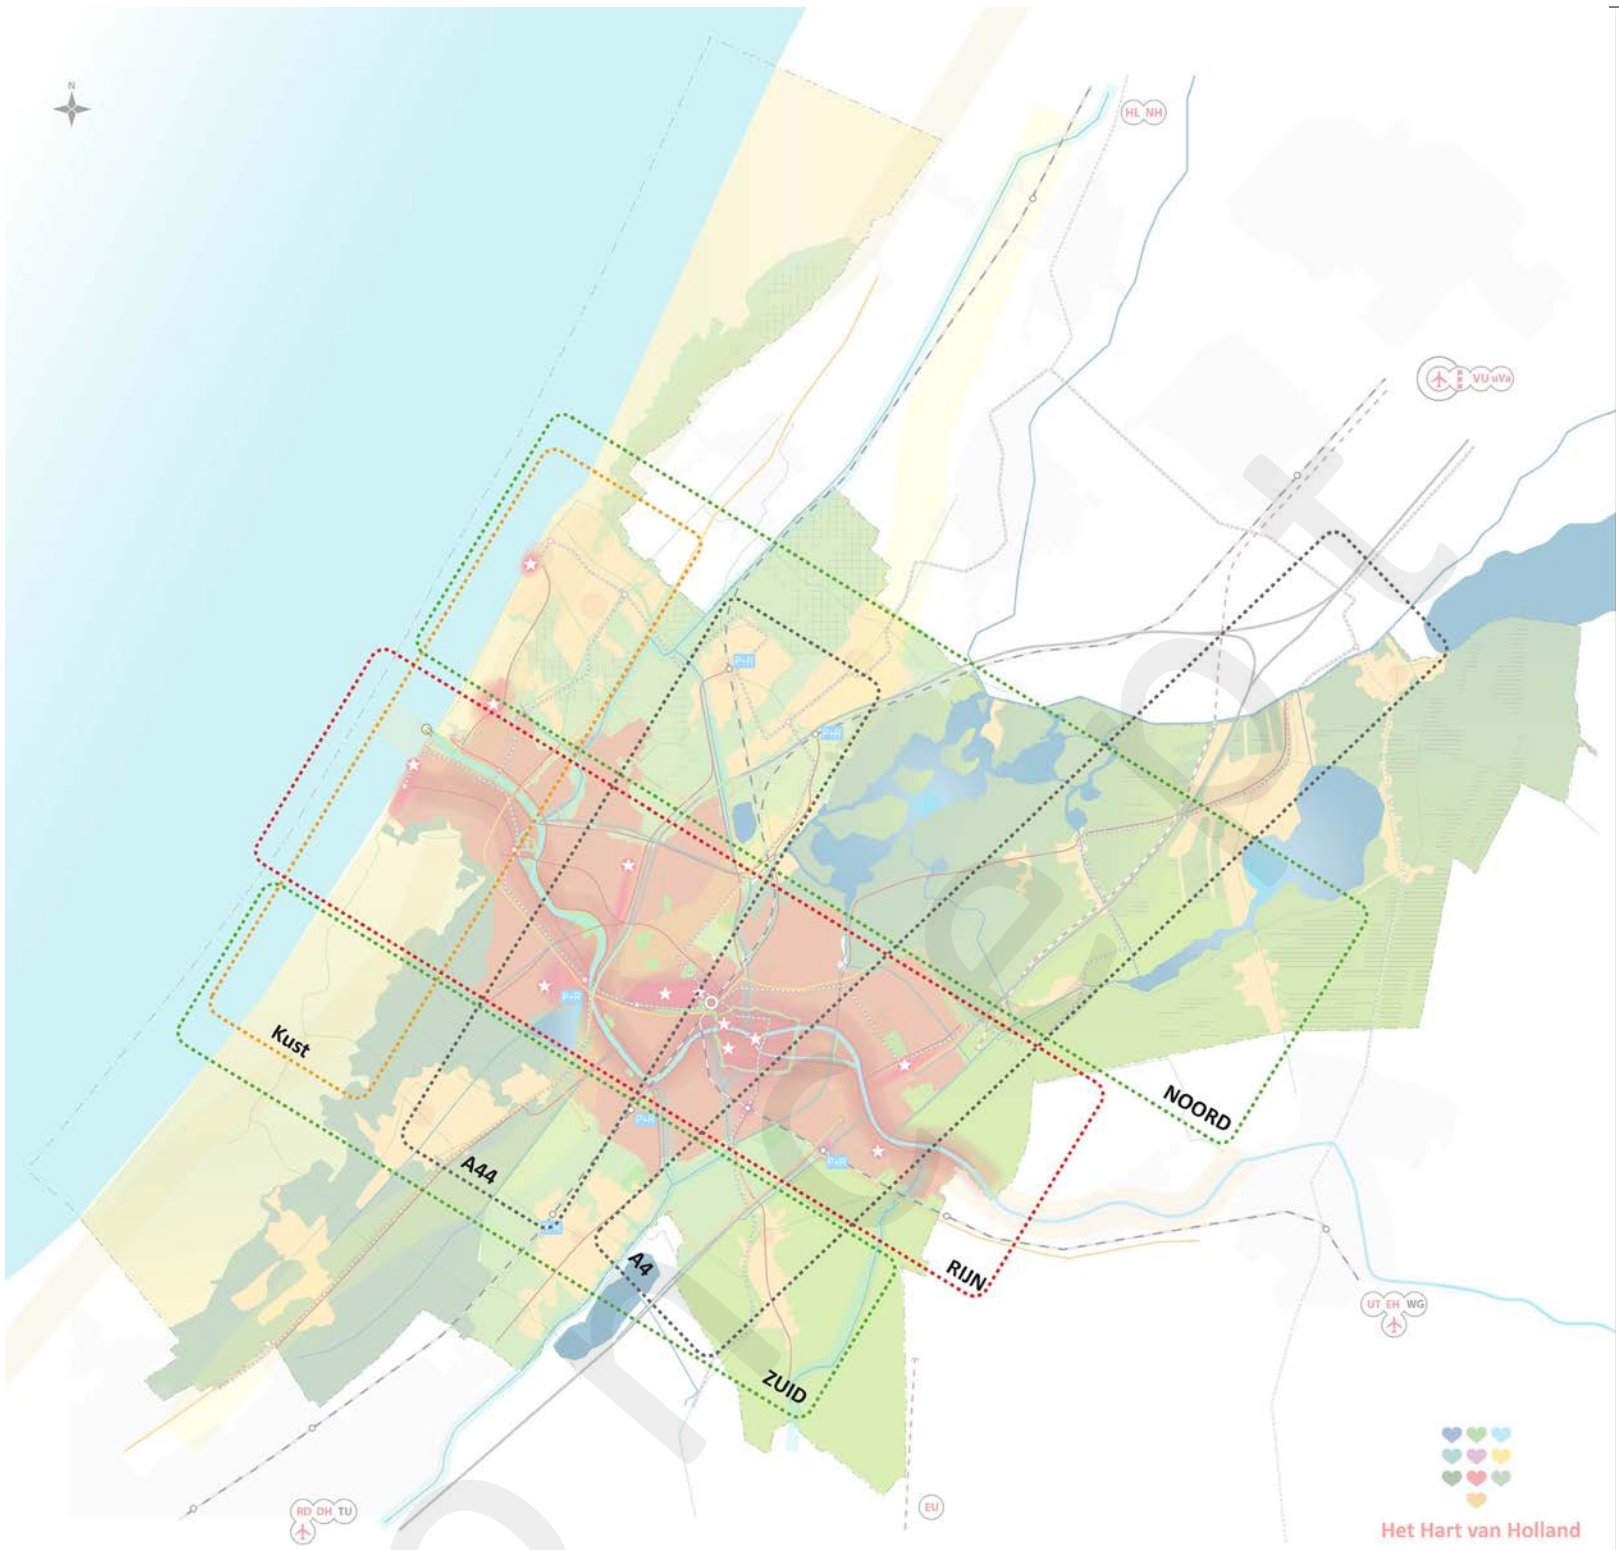 N
HL NH
VU uVa
P+R
P+R
P+R
Kust
NOORD
A44
P+R
P+R
A4
RIJN
ZUID
UT EH WG
RD DH TU
EU
Het Hart van Holland
concept